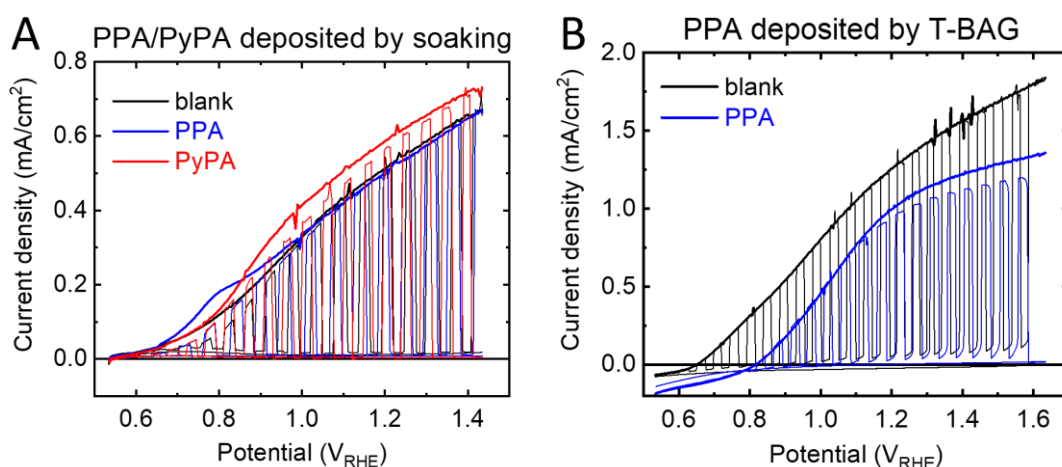 A
PPA/PyPA deposited by soaking
0.8
0.6
0.4
0.2
0.0
Current density (mA/cm²)
blank
PPA
PyPA
0.6 0.8 1.0 1.2 1.4
Potential (V_RHE)
B
PPA deposited by T-BAG
2.0
1.5
1.0
0.5
0.0
Current density (mA/cm²)
blank
PPA
0.6 0.8 1.0 1.2 1.4 1.6
Potential (V_RHE)